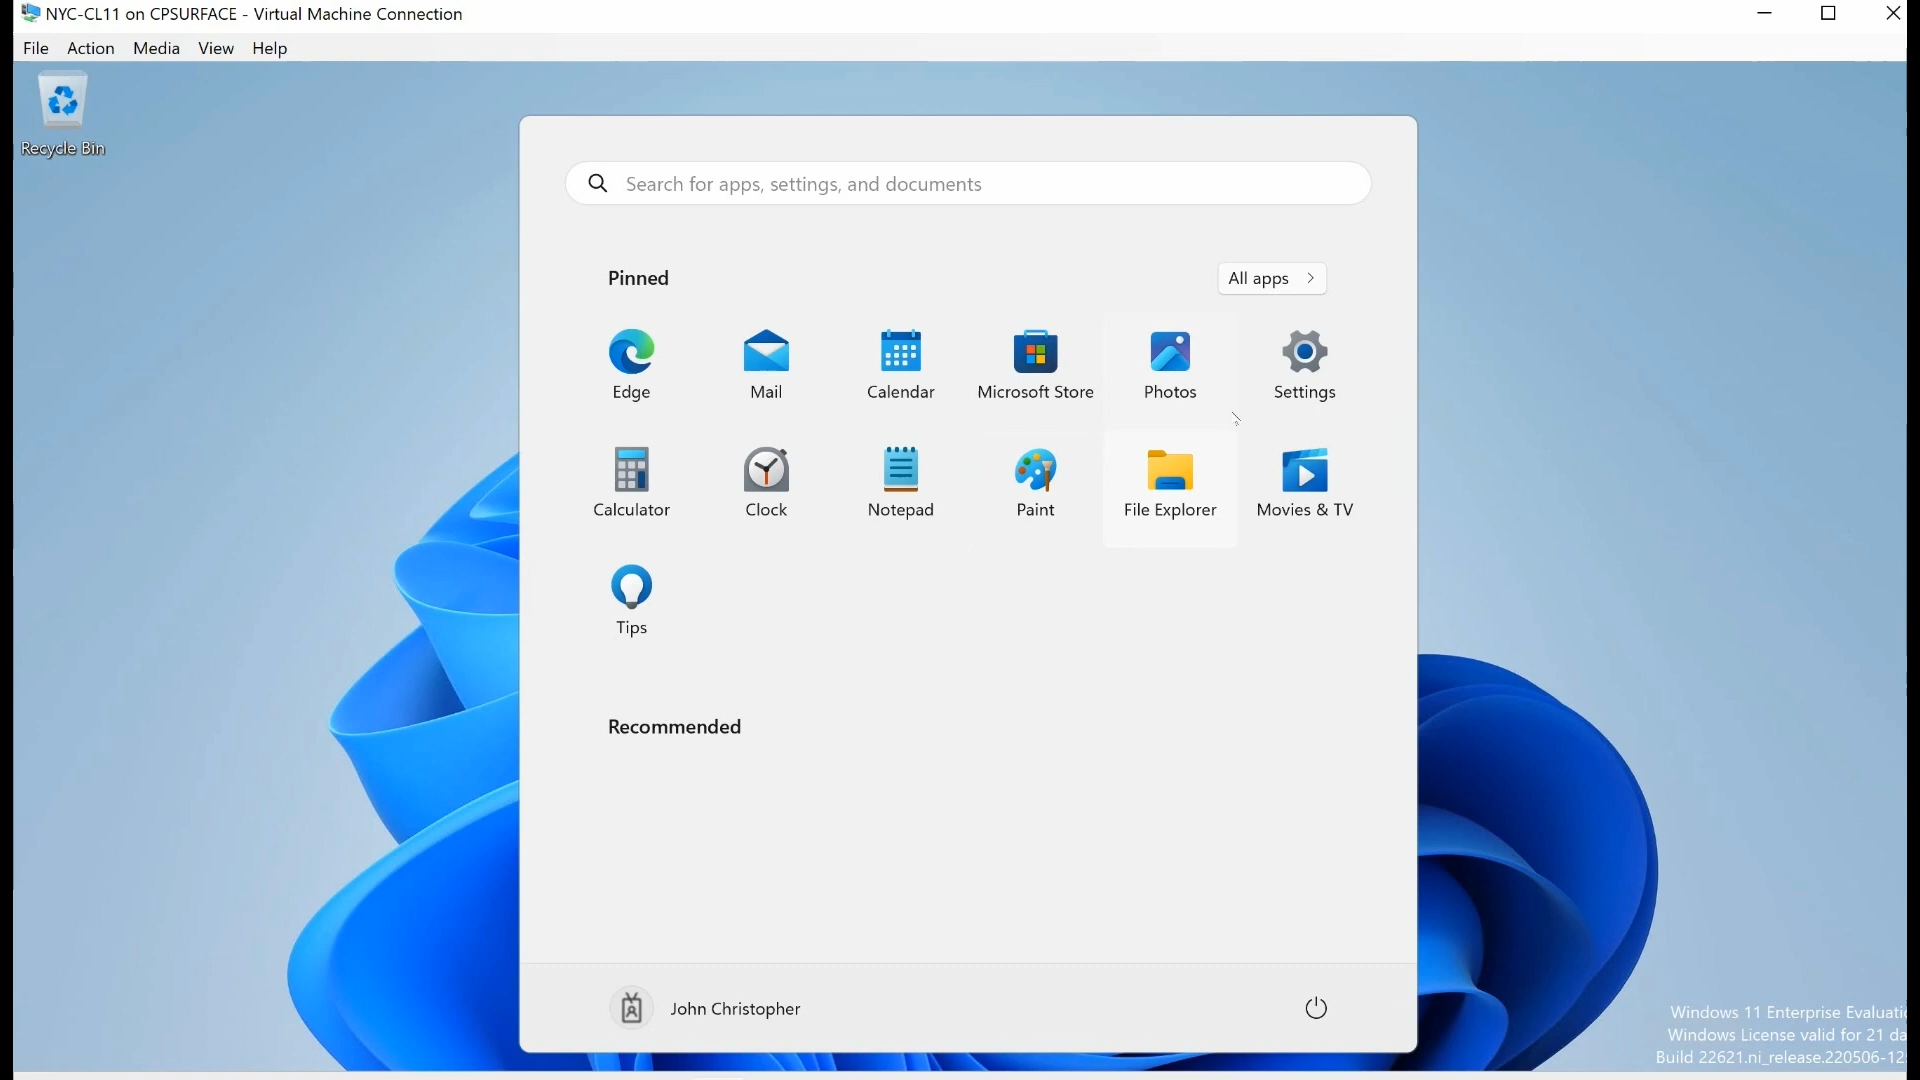 NYC-CL11 on CPSURFACE - Virtual Machine Connection
File Action Media View Help
Recycle Bin
Search for apps, settings, and documents
Pinned
All apps
Edge
Mail
Calendar
Microsoft Store
Photos
Settings
Calculator
Clock
Notepad
Paint
File Explorer
Movies & TV
Tips
Recommended
John Christopher
Windows 11 Enterprise Evaluati
Windows License valid for 21 da
Build 22621.ni_release.220506-12